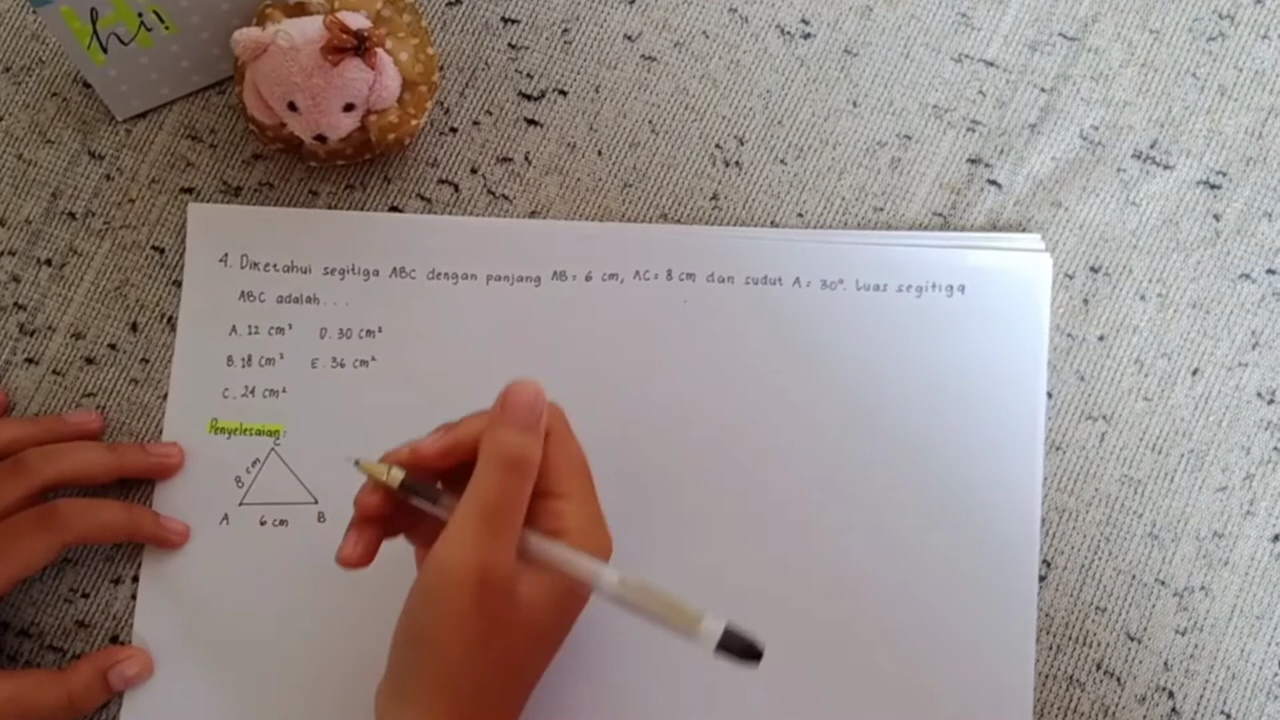 hi!
4. Diketahui segitiga ABC dengan panjang AB = 6 cm, AC = 8 cm dan sudut A = 30°. Luas segitiga
ABC adalah...
A. 12 cm² D. 30 cm²
B. 18 cm² E. 36 cm²
C. 24 cm²
Penyelesaian:
C
8 cm
A 6 cm B